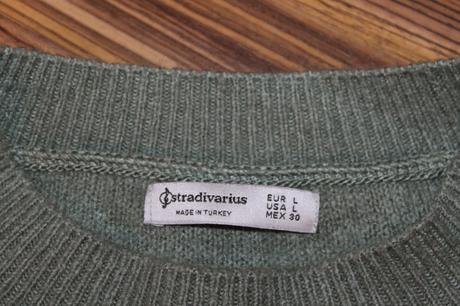 stradivarius
MADE IN TURKEY
EUR L
USA L
MEX 30